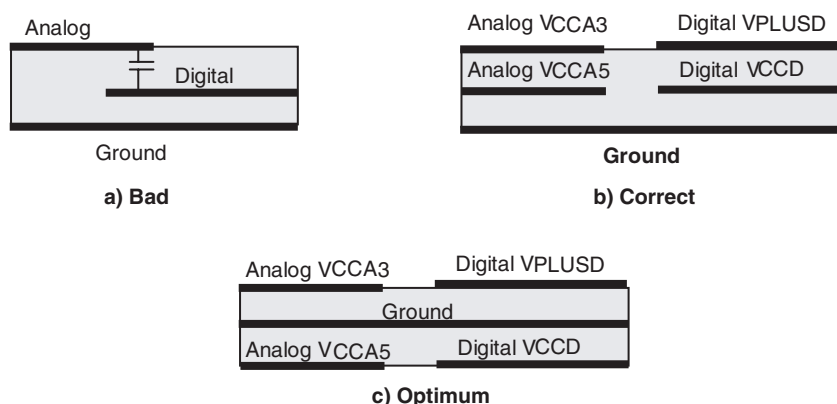 Analog
Digital
Ground
a) Bad
Analog VCCA3
Digital VPLUSD
Analog VCCA5
Digital VCCD
Ground
b) Correct
Analog VCCA3
Digital VPLUSD
Ground
Analog VCCA5
Digital VCCD
c) Optimum